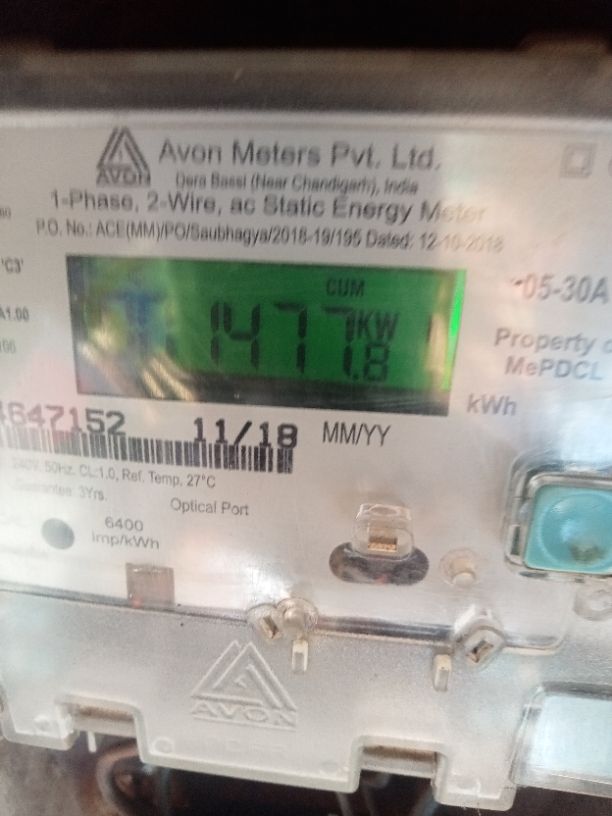 AVON
Avon Meters Pvt. Ltd.
Dera Bassi (Near Chandigarh), India
1-Phase, 2-Wire, ac Static Energy Meter
P.O. No.: ACE(MM)/PO/Saubhagya/2018-19/195 Dated: 12-10-2018
'C3'
CUM
1477.8
KW
05-30A
Property
MePDCL
kWh
647152 11/18 MM/YY
240V, 50Hz, CL:1.0, Ref. Temp. 27°C
Guarantee: 3Yrs.
Optical Port
6400
imp/kWh
AVON